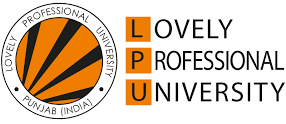 LOVELY PROFESSIONAL UNIVERSITY
• PUNJAB (INDIA) •
LOVELY
PROFESSIONAL
UNIVERSITY